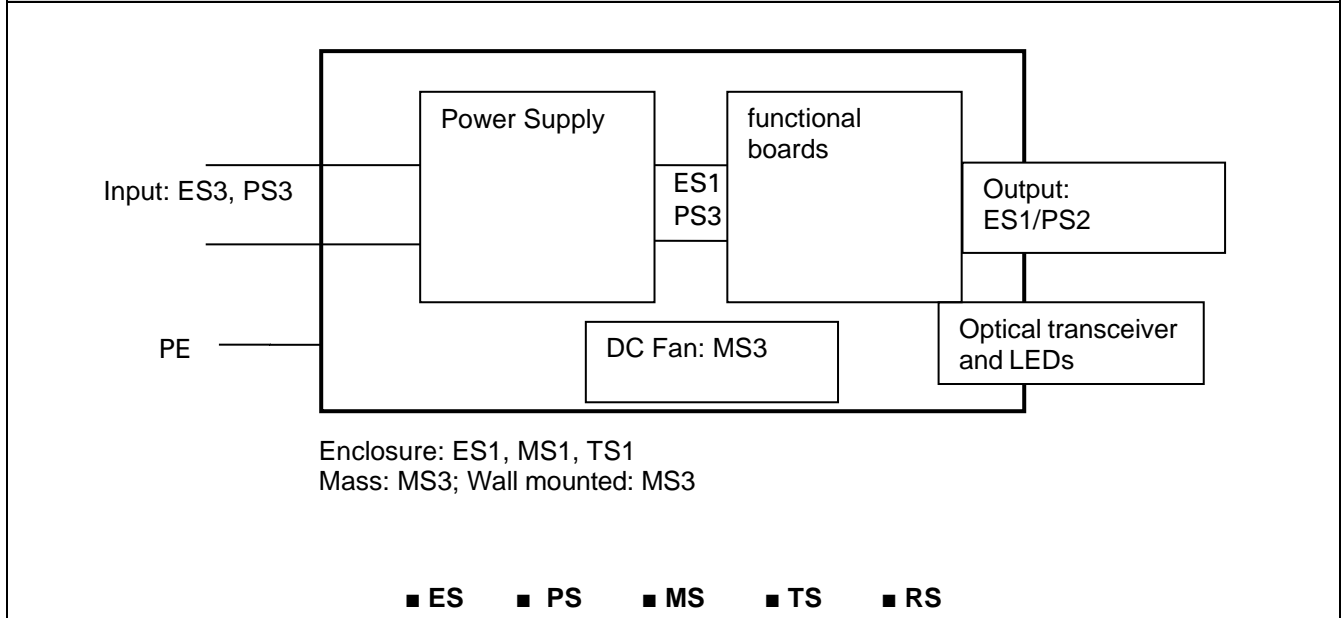 Power Supply
functional
boards
Input: ES3, PS3
ES1
PS3
Output:
ES1/PS2
PE
DC Fan: MS3
Optical transceiver
and LEDs
Enclosure: ES1, MS1, TS1
Mass: MS3; Wall mounted: MS3
■ ES ■ PS ■ MS ■ TS ■ RS